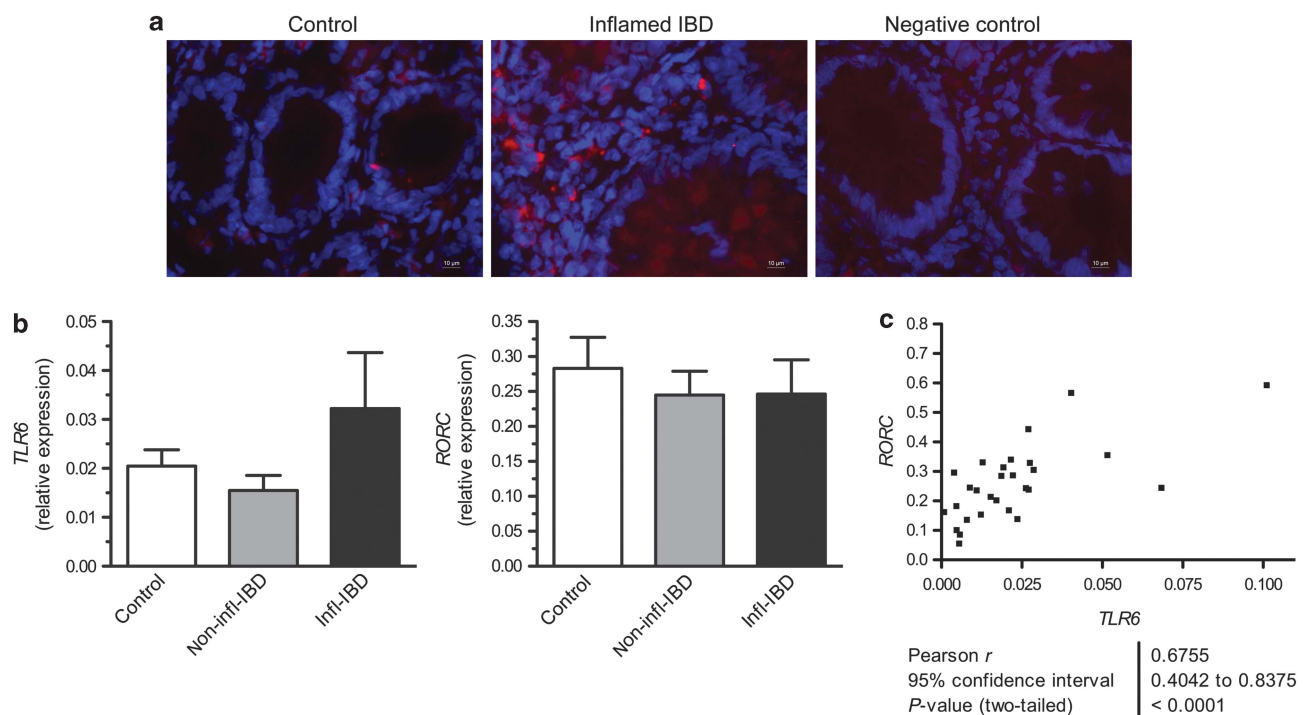 a
Control
Inflamed IBD
Negative control
10 µm
10 µm
10 µm
b
TLR6
(relative expression)
0.05
0.04
0.03
0.02
0.01
0.00
Control
Non-infl-IBD
Infl-IBD
RORC
(relative expression)
0.35
0.30
0.25
0.20
0.15
0.10
0.05
0.00
Control
Non-infl-IBD
Infl-IBD
c
RORC
0.8
0.7
0.6
0.5
0.4
0.3
0.2
0.1
0.0
0.000 0.025 0.050 0.075 0.100
TLR6
Pearson r 0.6755
95% confidence interval 0.4042 to 0.8375
P-value (two-tailed) < 0.0001